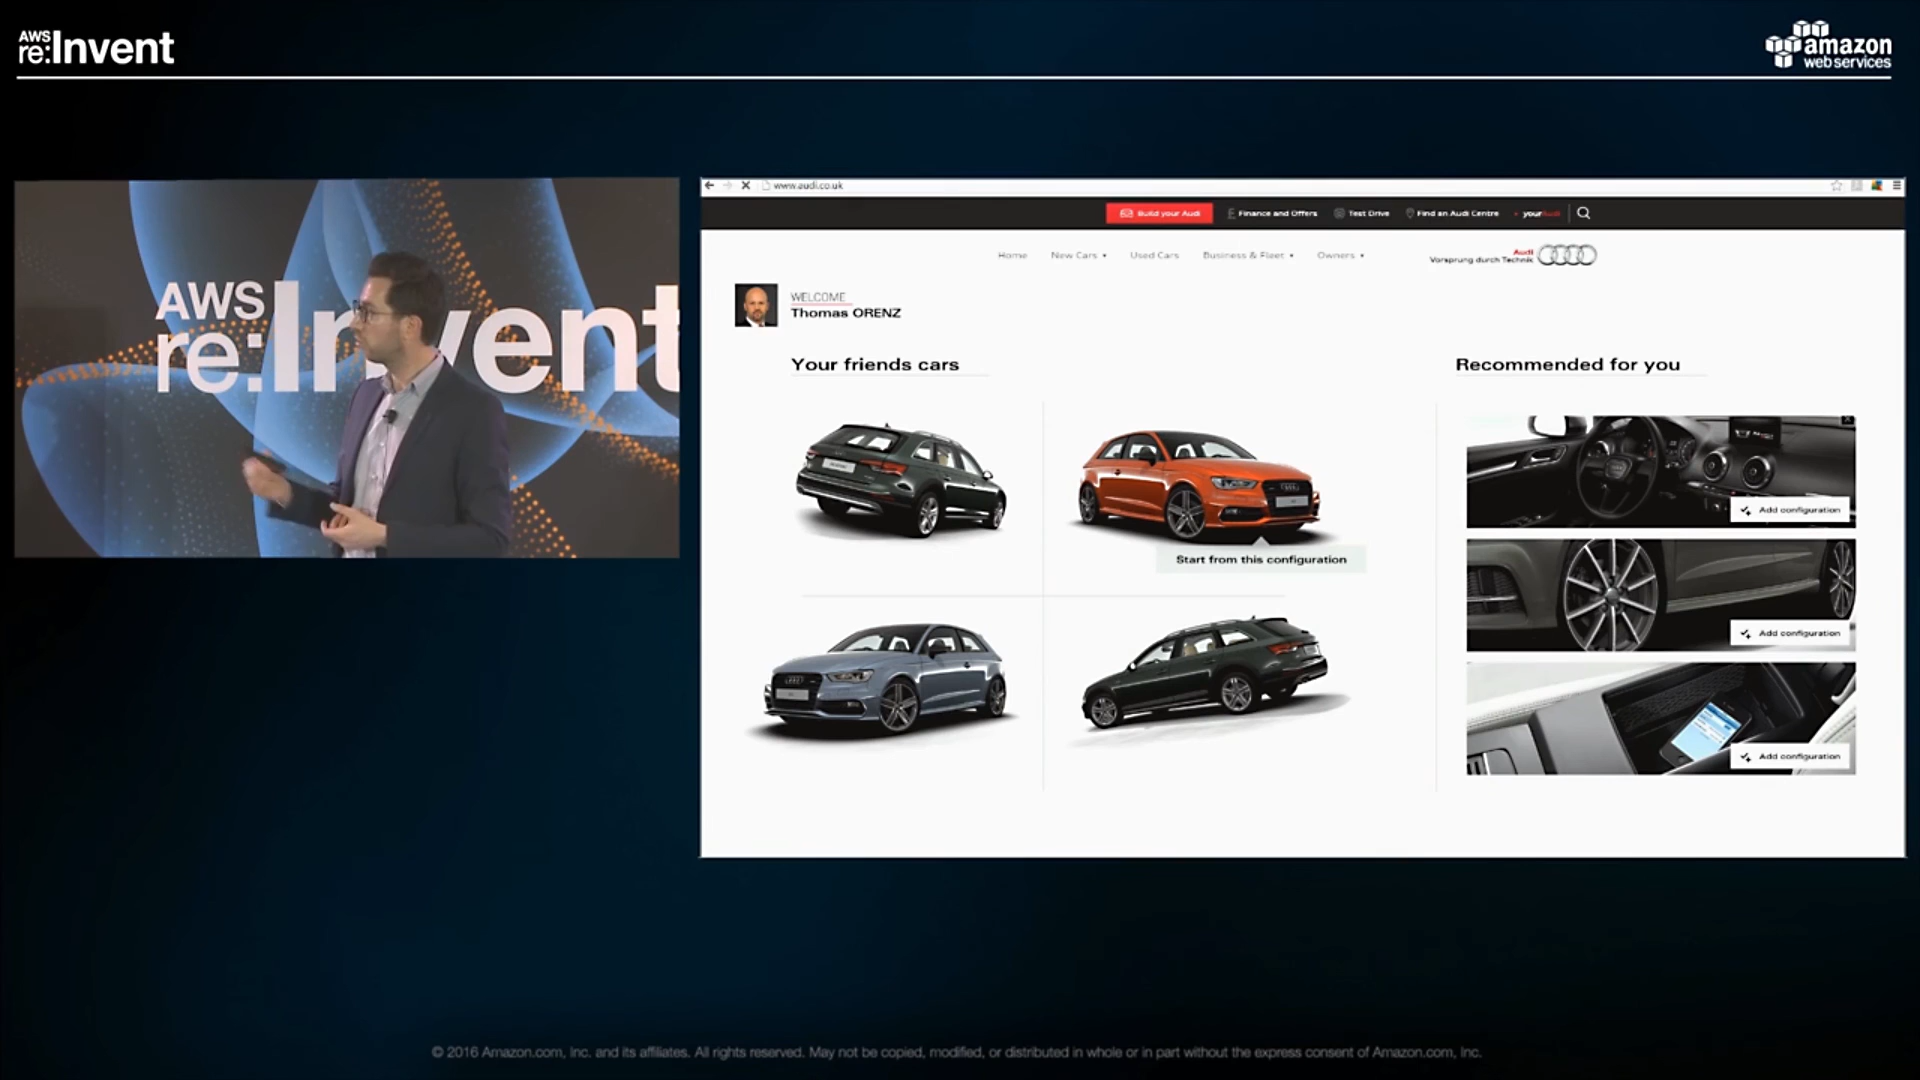 AWS
re:Invent
amazon
web services
AWS
re:Invent
www.audi.co.uk
Build your Audi
Finance and Offers
Test Drive
Find an Audi Centre
yourAudi
Home
New Cars
Used Cars
Business & Fleet
Owners
Audi
Vorsprung durch Technik
WELCOME
Thomas ORENZ
Your friends cars
Recommended for you
Start from this configuration
Add configuration
Add configuration
Add configuration
© 2016 Amazon.com, Inc. and its affiliates. All rights reserved. May not be copied, modified, or distributed in whole or in part without the express consent of Amazon.com, Inc.